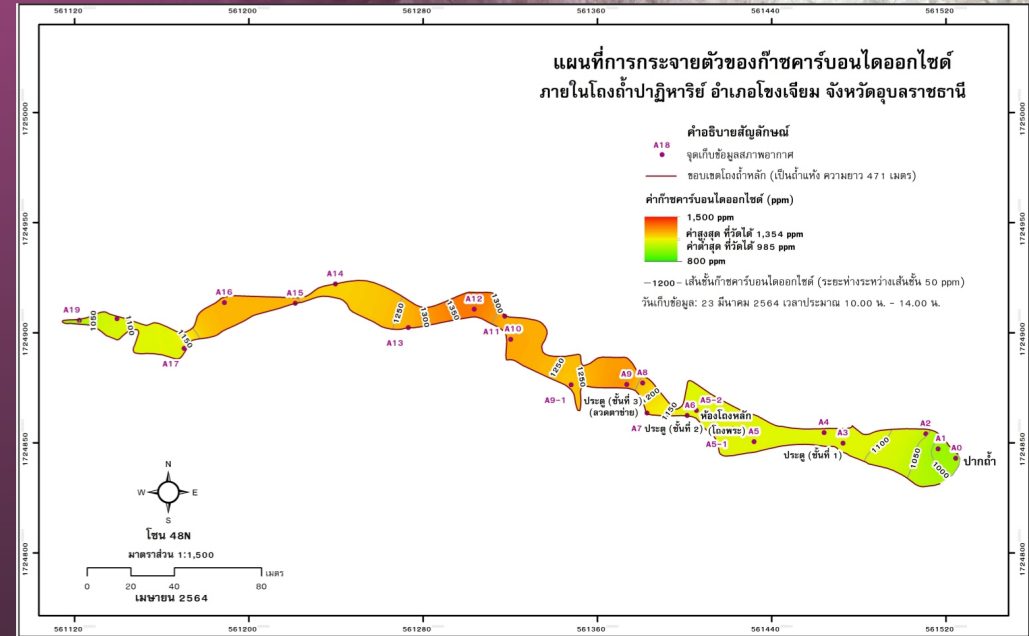 561120 561200 561280 561360 561440 561520
แผนที่การกระจายตัวของก๊าซคาร์บอนไดออกไซด์
ภายในโถงถ้ำปาฏิหาริย์ อำเภอโขงเจียม จังหวัดอุบลราชธานี
คำอธิบายสัญลักษณ์
A18
จุดเก็บข้อมูลสภาพอากาศ
ขอบเขตโถงถ้ำหลัก (เป็นถ้ำแห้ง ความยาว 471 เมตร)
ค่าก๊าซคาร์บอนไดออกไซด์ (ppm)
1,500 ppm
ค่าสูงสุด ที่วัดได้ 1,354 ppm
ค่าต่ำสุด ที่วัดได้ 985 ppm
800 ppm
—1200— เส้นชั้นก๊าซคาร์บอนไดออกไซด์ (ระยะห่างระหว่างเส้นชั้น 50 ppm)
วันเก็บข้อมูล: 23 มีนาคม 2564 เวลาประมาณ 10.00 น. - 14.00 น.
1725000
1724950
1724900
1724850
1724800
1725000
1724950
1724900
1724850
1724800
A19
1050
1100
A17
1150
A16
A15
A14
A13
1250
1300
1350
A12
1300
A11
A10
1250
1250
A9-1
A9
A8
1200
1150
ประตู (ชั้นที่ 3)
(ลวดตาข่าย)
A7
ประตู (ชั้นที่ 2)
A6
A5-2
ห้องโถงหลัก
(โถงพระ)
A5-1
A5
A4
A3
ประตู (ชั้นที่ 1)
1100
A2
1050
A1
A0
1000
ปากถ้ำ
N
W E
S
โซน 48N
มาตราส่วน 1:1,500
เมตร
0 20 40 80
เมษายน 2564
561120 561200 561280 561360 561440 561520